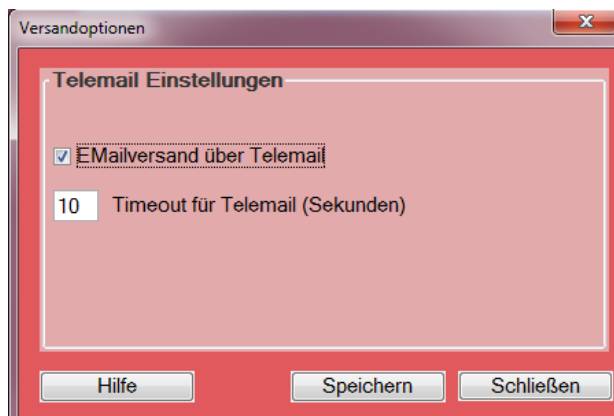 Versandoptionen
Telemail Einstellungen
EMailversand über Telemail
10 Timeout für Telemail (Sekunden)
Hilfe Speichern Schließen